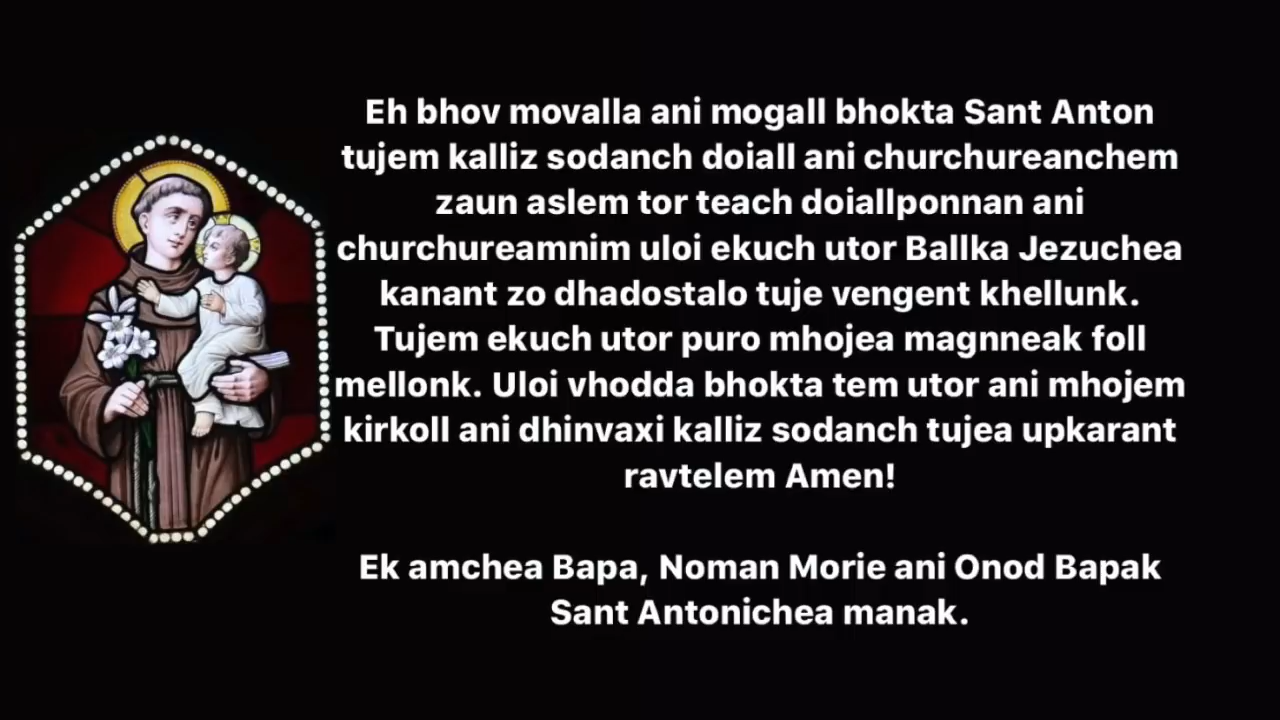 Eh bhov movalla ani mogall bhokta Sant Anton
tujem kalliz sodanch doiall ani churchureanchem
zaun aslem tor teach doiallponnan ani
churchureamnim uloi ekuch utor Ballka Jezuchea
kanant zo dhadostalo tuje vengent khellunk.
Tujem ekuch utor puro mhojea magnneak foll
mellonk. Uloi vhodda bhokta tem utor ani mhojem
kirkoll ani dhinvaxi kalliz sodanch tujea upkarant
ravtelem Amen!
Ek amchea Bapa, Noman Morie ani Onod Bapak
Sant Antonichea manak.